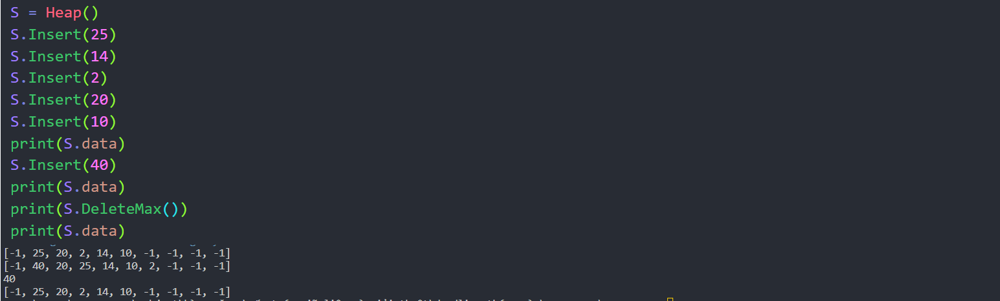 S = Heap()
S.Insert(25)
S.Insert(14)
S.Insert(2)
S.Insert(20)
S.Insert(10)
print(S.data)
S.Insert(40)
print(S.data)
print(S.DeleteMax())
print(S.data)
[-1, 25, 20, 2, 14, 10, -1, -1, -1, -1]
[-1, 40, 20, 25, 14, 10, 2, -1, -1, -1]
40
[-1, 25, 20, 2, 14, 10, -1, -1, -1, -1]